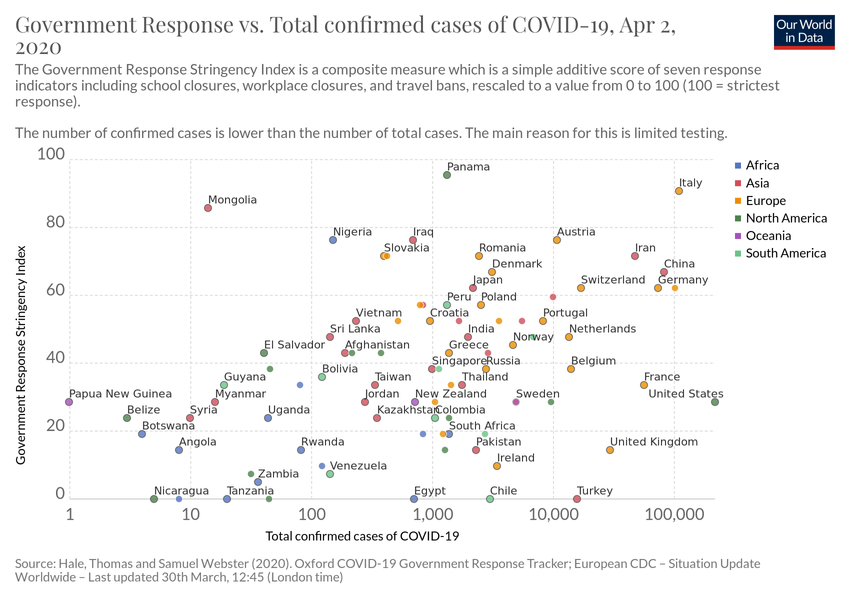 Government Response vs. Total confirmed cases of COVID-19, Apr 2,
2020
Our World
in Data
The Government Response Stringency Index is a composite measure which is a simple additive score of seven response
indicators including school closures, workplace closures, and travel bans, rescaled to a value from 0 to 100 (100 = strictest
response).
The number of confirmed cases is lower than the number of total cases. The main reason for this is limited testing.
100
Panama
Africa
Asia
Europe
North America
Oceania
South America
Italy
Mongolia
80
Nigeria
Iraq
Austria
Slovakia
Romania
Iran
Denmark
China
Japan
Switzerland
Germany
60
Peru
Poland
Vietnam
Croatia
Portugal
Sri Lanka
India
Norway
Netherlands
El Salvador
Afghanistan
Greece
40
Bolivia
Singapore
Russia
Belgium
Guyana
Taiwan
Thailand
France
Papua New Guinea
Myanmar
Jordan
New Zealand
Sweden
United States
Belize
Syria
Uganda
Kazakhstan
Colombia
20
Botswana
South Africa
Angola
Rwanda
Pakistan
United Kingdom
Zambia
Venezuela
Ireland
0
Nicaragua
Tanzania
Egypt
Chile
Turkey
1
10
100
1,000
10,000
100,000
Government Response Stringency Index
Total confirmed cases of COVID-19
Source: Hale, Thomas and Samuel Webster (2020). Oxford COVID-19 Government Response Tracker; European CDC – Situation Update
Worldwide – Last updated 30th March, 12:45 (London time)